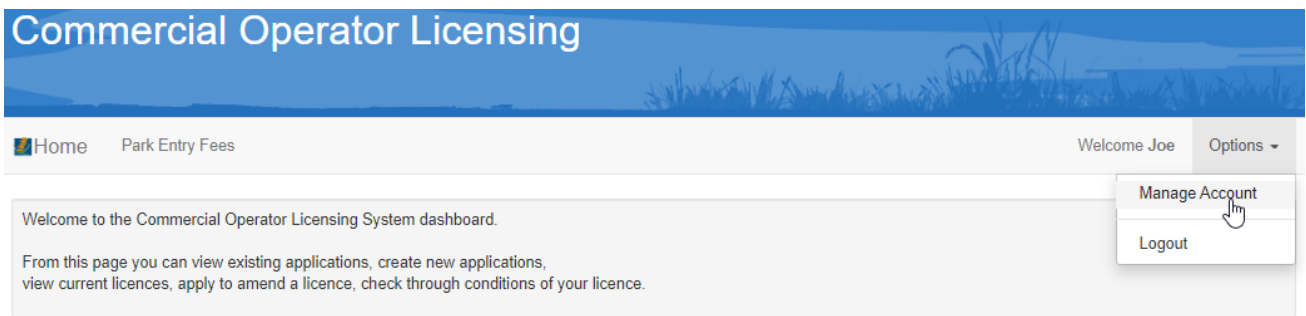 Commercial Operator Licensing
Home Park Entry Fees Welcome Joe Options
Manage Account
Logout
Welcome to the Commercial Operator Licensing System dashboard.
From this page you can view existing applications, create new applications,
view current licences, apply to amend a licence, check through conditions of your licence.